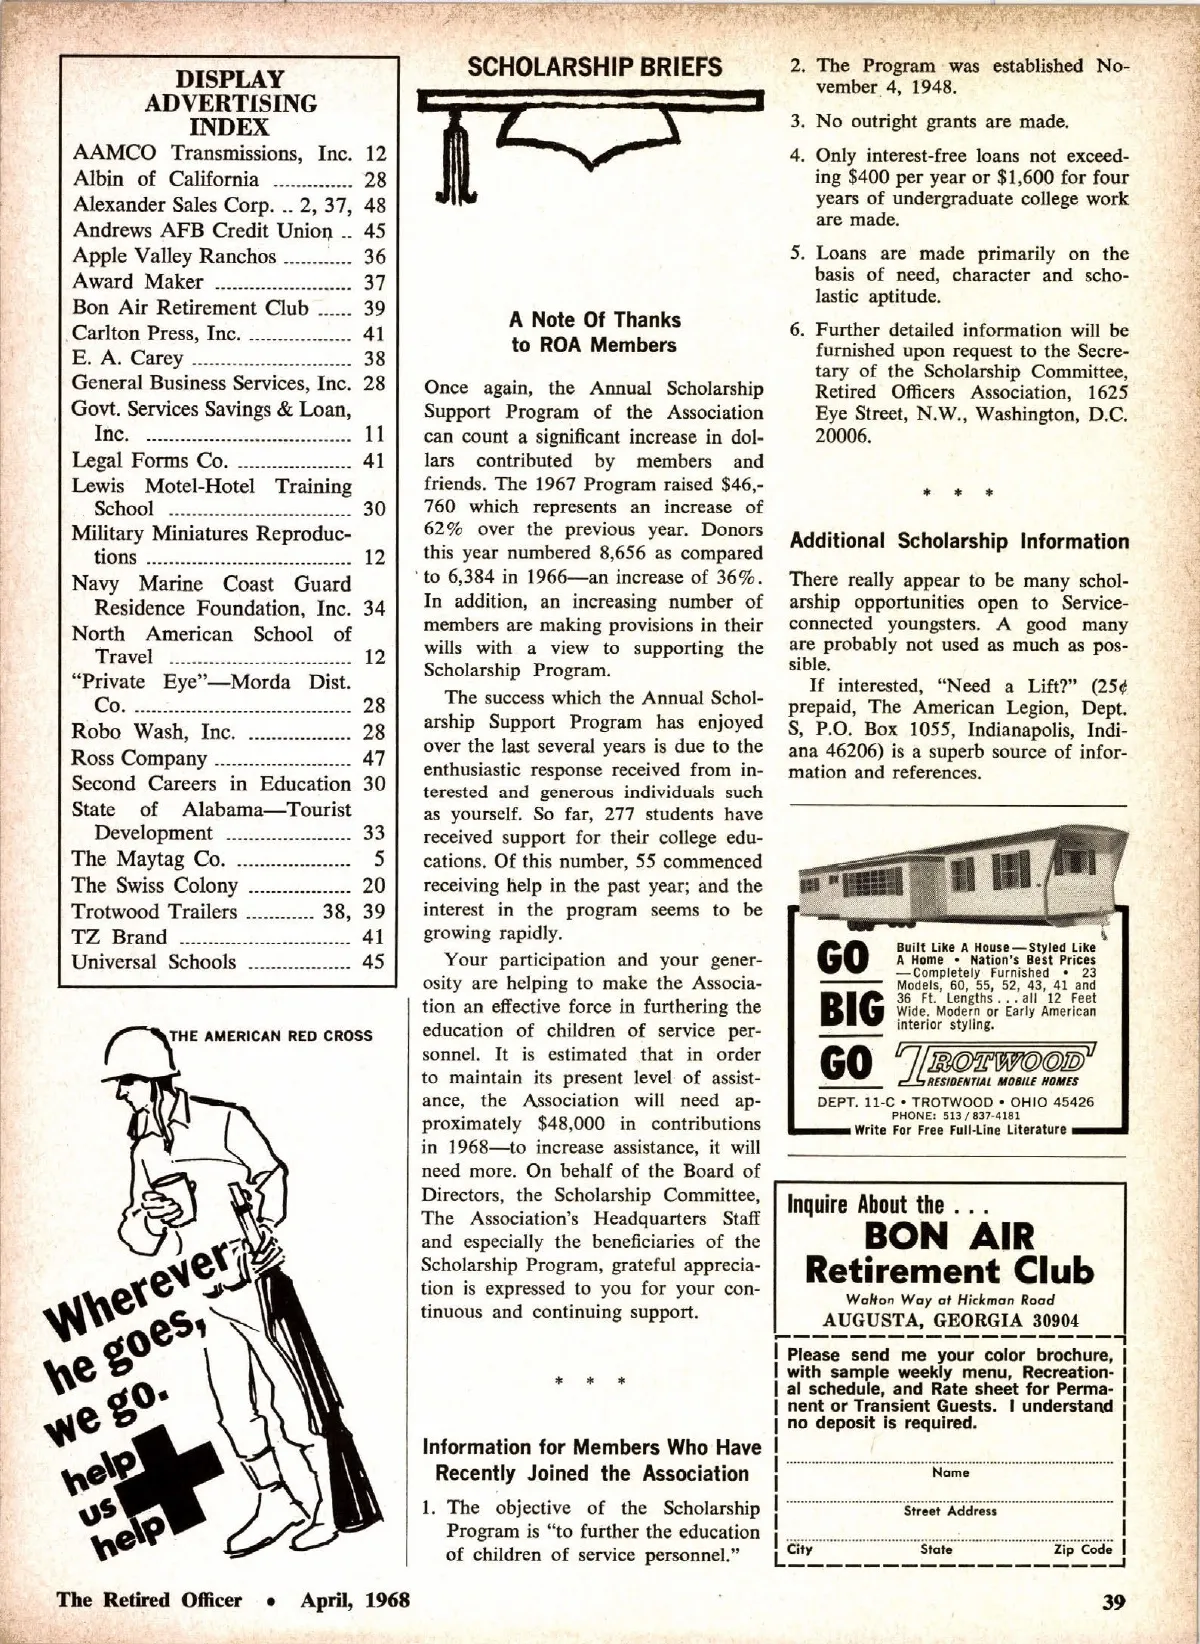 DISPLAY
ADVERTISING
INDEX
AAMCO Transmissions, Inc. 12
Albin of California .............. 28
Alexander Sales Corp. .. 2, 37, 48
Andrews AFB Credit Union .. 45
Apple Valley Ranchos ............ 36
Award Maker ........................ 37
Bon Air Retirement Club ...... 39
Carlton Press, Inc. .................. 41
E. A. Carey ............................ 38
General Business Services, Inc. 28
Govt. Services Savings & Loan,
Inc. .................................... 11
Legal Forms Co. .................... 41
Lewis Motel-Hotel Training
School ................................ 30
Military Miniatures Reproduc-
tions .................................... 12
Navy Marine Coast Guard
Residence Foundation, Inc. 34
North American School of
Travel ................................ 12
“Private Eye”—Morda Dist.
Co. ...................................... 28
Robo Wash, Inc. .................. 28
Ross Company ........................ 47
Second Careers in Education 30
State of Alabama—Tourist
Development ...................... 33
The Maytag Co. .................... 5
The Swiss Colony .................. 20
Trotwood Trailers ............ 38, 39
TZ Brand .............................. 41
Universal Schools .................. 45
THE AMERICAN RED CROSS
Wherever
he goes,
we go.
help
us
help
SCHOLARSHIP BRIEFS
A Note Of Thanks
to ROA Members
Once again, the Annual Scholarship
Support Program of the Association
can count a significant increase in dol-
lars contributed by members and
friends. The 1967 Program raised $46,-
760 which represents an increase of
62% over the previous year. Donors
this year numbered 8,656 as compared
to 6,384 in 1966—an increase of 36%.
In addition, an increasing number of
members are making provisions in their
wills with a view to supporting the
Scholarship Program.
The success which the Annual Schol-
arship Support Program has enjoyed
over the last several years is due to the
enthusiastic response received from in-
terested and generous individuals such
as yourself. So far, 277 students have
received support for their college edu-
cations. Of this number, 55 commenced
receiving help in the past year; and the
interest in the program seems to be
growing rapidly.
Your participation and your gener-
osity are helping to make the Associa-
tion an effective force in furthering the
education of children of service per-
sonnel. It is estimated that in order
to maintain its present level of assist-
ance, the Association will need ap-
proximately $48,000 in contributions
in 1968—to increase assistance, it will
need more. On behalf of the Board of
Directors, the Scholarship Committee,
The Association’s Headquarters Staff
and especially the beneficiaries of the
Scholarship Program, grateful apprecia-
tion is expressed to you for your con-
tinuous and continuing support.
* * *
Information for Members Who Have
Recently Joined the Association
1. The objective of the Scholarship
Program is “to further the education
of children of service personnel.”
2. The Program was established No-
vember 4, 1948.
3. No outright grants are made.
4. Only interest-free loans not exceed-
ing $400 per year or $1,600 for four
years of undergraduate college work
are made.
5. Loans are made primarily on the
basis of need, character and scho-
lastic aptitude.
6. Further detailed information will be
furnished upon request to the Secre-
tary of the Scholarship Committee,
Retired Officers Association, 1625
Eye Street, N.W., Washington, D.C.
20006.
* * *
Additional Scholarship Information
There really appear to be many schol-
arship opportunities open to Service-
connected youngsters. A good many
are probably not used as much as pos-
sible.
If interested, “Need a Lift?” (25¢
prepaid, The American Legion, Dept.
S, P.O. Box 1055, Indianapolis, Indi-
ana 46206) is a superb source of infor-
mation and references.
GO
BIG
GO
Built Like A House—Styled Like
A Home • Nation's Best Prices
—Completely Furnished • 23
Models, 60, 55, 52, 43, 41 and
36 Ft. Lengths . . . all 12 Feet
Wide. Modern or Early American
interior styling.
TROTWOOD
RESIDENTIAL MOBILE HOMES
DEPT. 11-C • TROTWOOD • OHIO 45426
PHONE: 513 / 837-4181
Write For Free Full-Line Literature
Inquire About the . . .
BON AIR
Retirement Club
Walton Way at Hickman Road
AUGUSTA, GEORGIA 30904
Please send me your color brochure,
with sample weekly menu, Recreation-
al schedule, and Rate sheet for Perma-
nent or Transient Guests. I understand
no deposit is required.
Name
Street Address
City State Zip Code
The Retired Officer • April, 1968
39